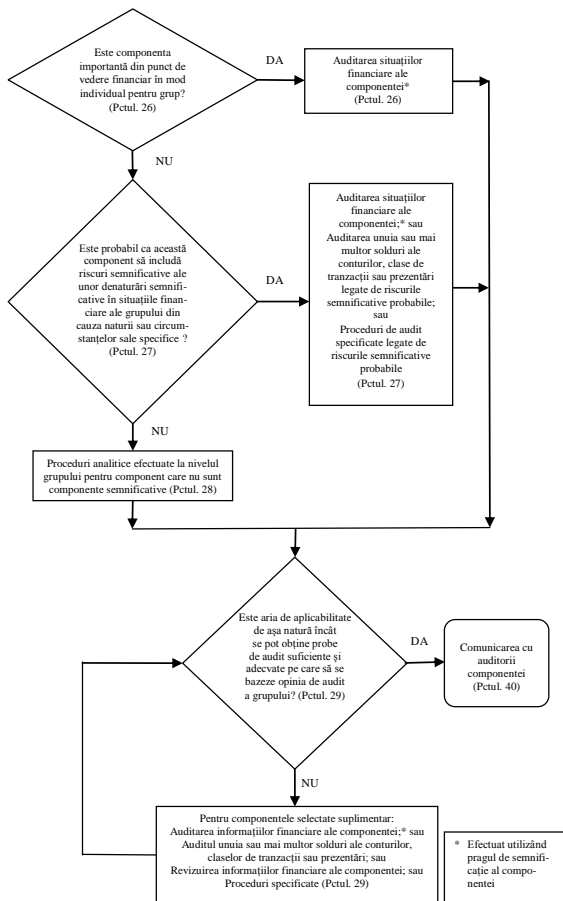 Este componenta
importantă din punct de
vedere financiar în mod
individual pentru grup?
(Pctul. 26)
DA
Auditarea situațiilor
financiare ale
componentei*
(Pctul. 26)
NU
Este probabil ca această
component să includă
riscuri semnificative ale
unor denaturări semnifi-
cative în situațiile finan-
ciare ale grupului din
cauza naturii sau circum-
stanțelor sale specifice ?
(Pctul. 27)
DA
Auditarea situațiilor
financiare ale
componentei;* sau
Auditarea unuia sau mai
multor solduri ale
conturilor, clase de
tranzacții sau prezentări
legate de riscurile
semnificative probabile;
sau
Proceduri de audit
specificate legate de
riscurile semnificative
probabile
(Pctul. 27)
NU
Proceduri analitice efectuate la nivelul
grupului pentru component care nu sunt
componente semnificative (Pctul. 28)
Este aria de aplicabilitate
de așa natură încât
se pot obține probe
de audit suficiente și
adecvate pe care să se
bazeze opinia de audit
a grupului? (Pctul. 29)
DA
Comunicarea cu
auditorii
componentei
(Pctul. 40)
NU
Pentru componentele selectate suplimentar:
Auditarea informațiilor financiare ale componentei;* sau
Auditul unuia sau mai multor solduri ale conturilor,
claselor de tranzacții sau prezentări; sau
Revizuirea informațiilor financiare ale componentei; sau
Proceduri specificate (Pctul. 29)
* Efectuat utilizând
pragul de semnifi-
cație al compo-
nentei